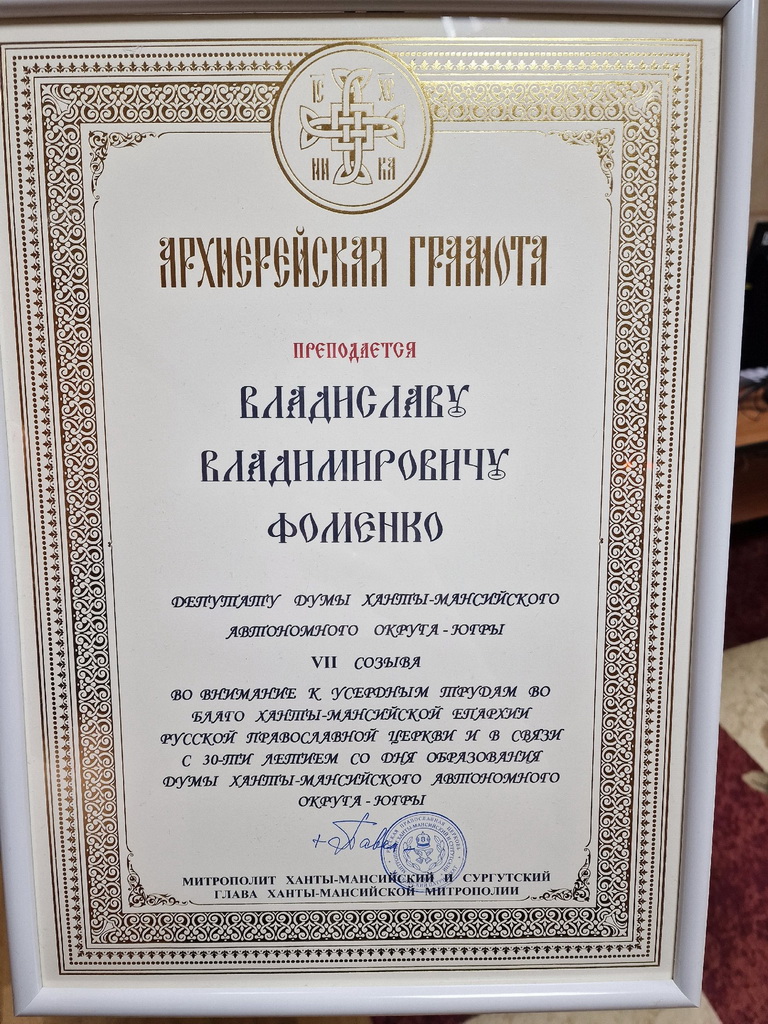 IC XC
НИ КА
АРХИЕРЕЙСКАЯ ГРАМОТА
ПРЕПОДАЕТСЯ
ВЛАДИСЛАВУ
ВЛАДИМИРОВИЧУ
ФОМЕНКО
ДЕПУТАТУ ДУМЫ ХАНТЫ-МАНСИЙСКОГО
АВТОНОМНОГО ОКРУГА - ЮГРЫ
VII СОЗЫВА
ВО ВНИМАНИЕ К УСЕРДНЫМ ТРУДАМ ВО
БЛАГО ХАНТЫ-МАНСИЙСКОЙ ЕПАРХИИ
РУССКОЙ ПРАВОСЛАВНОЙ ЦЕРКВИ И В СВЯЗИ
С 30-ТИ ЛЕТИЕМ СО ДНЯ ОБРАЗОВАНИЯ
ДУМЫ ХАНТЫ-МАНСИЙСКОГО АВТОНОМНОГО
ОКРУГА - ЮГРЫ
+ Павел
МИТРОПОЛИТ ХАНТЫ-МАНСИЙСКИЙ И СУРГУТСКИЙ
ГЛАВА ХАНТЫ-МАНСИЙСКОЙ МИТРОПОЛИИ